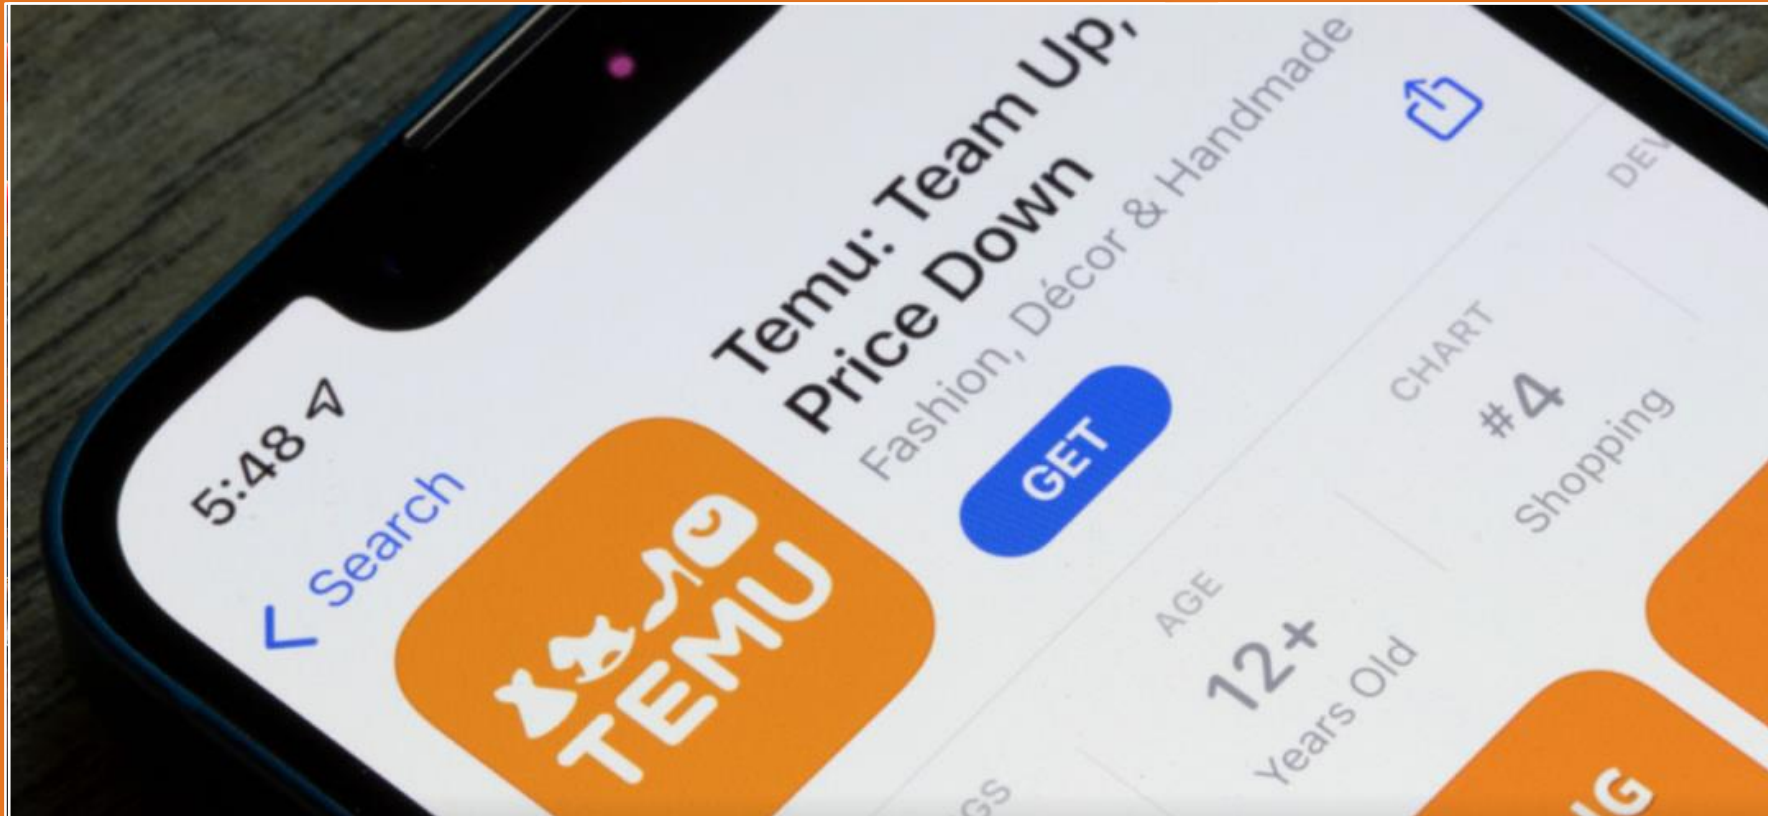 5:48
Search
Temu: Team Up,
Price Down
Fashion, Décor & Handmade
GET
TEMU
AGE
12+
Years Old
CHART
#4
Shopping